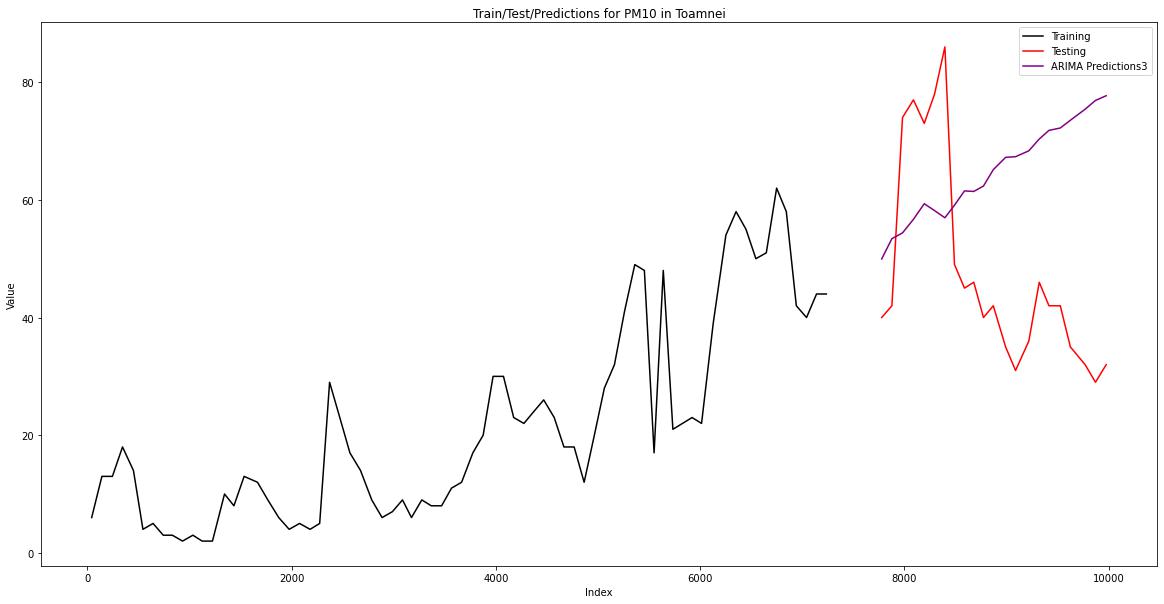 Train/Test/Predictions for PM10 in Toamnei
Training
Testing
ARIMA Predictions3
80
60
40
20
0
Value
0 2000 4000 6000 8000 10000
Index